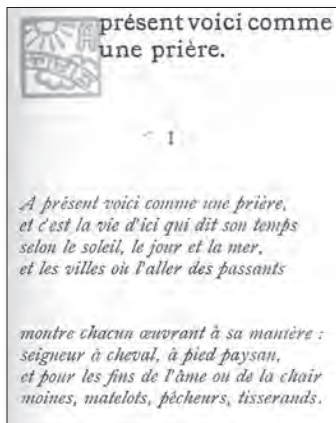 A présent voici comme
une prière.
I
A présent voici comme une prière,
et c'est la vie d'ici qui dit son temps
selon le soleil, le jour et la mer,
et les villes où l'aller des passants
montre chacun œuvrant à sa manière :
seigneur à cheval, à pied paysan,
et pour les fins de l'âme ou de la chair
moines, matelots, pêcheurs, tisserands.